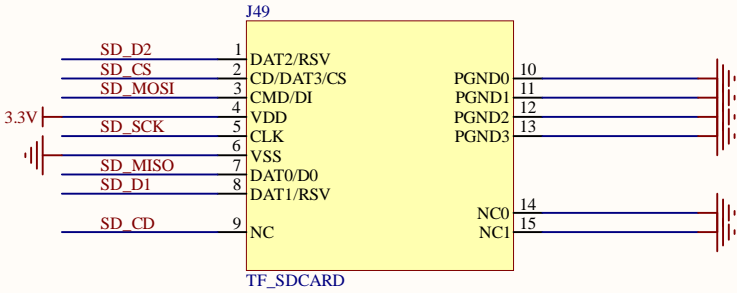 J49
SD_D2 1 DAT2/RSV
SD_CS 2 CD/DAT3/CS PGND0 10
SD_MOSI 3 CMD/DI PGND1 11
3.3V 4 VDD PGND2 12
SD_SCK 5 CLK PGND3 13
6 VSS
SD_MISO 7 DAT0/D0
SD_D1 8 DAT1/RSV
NC0 14
SD_CD 9 NC NC1 15
TF_SDCARD